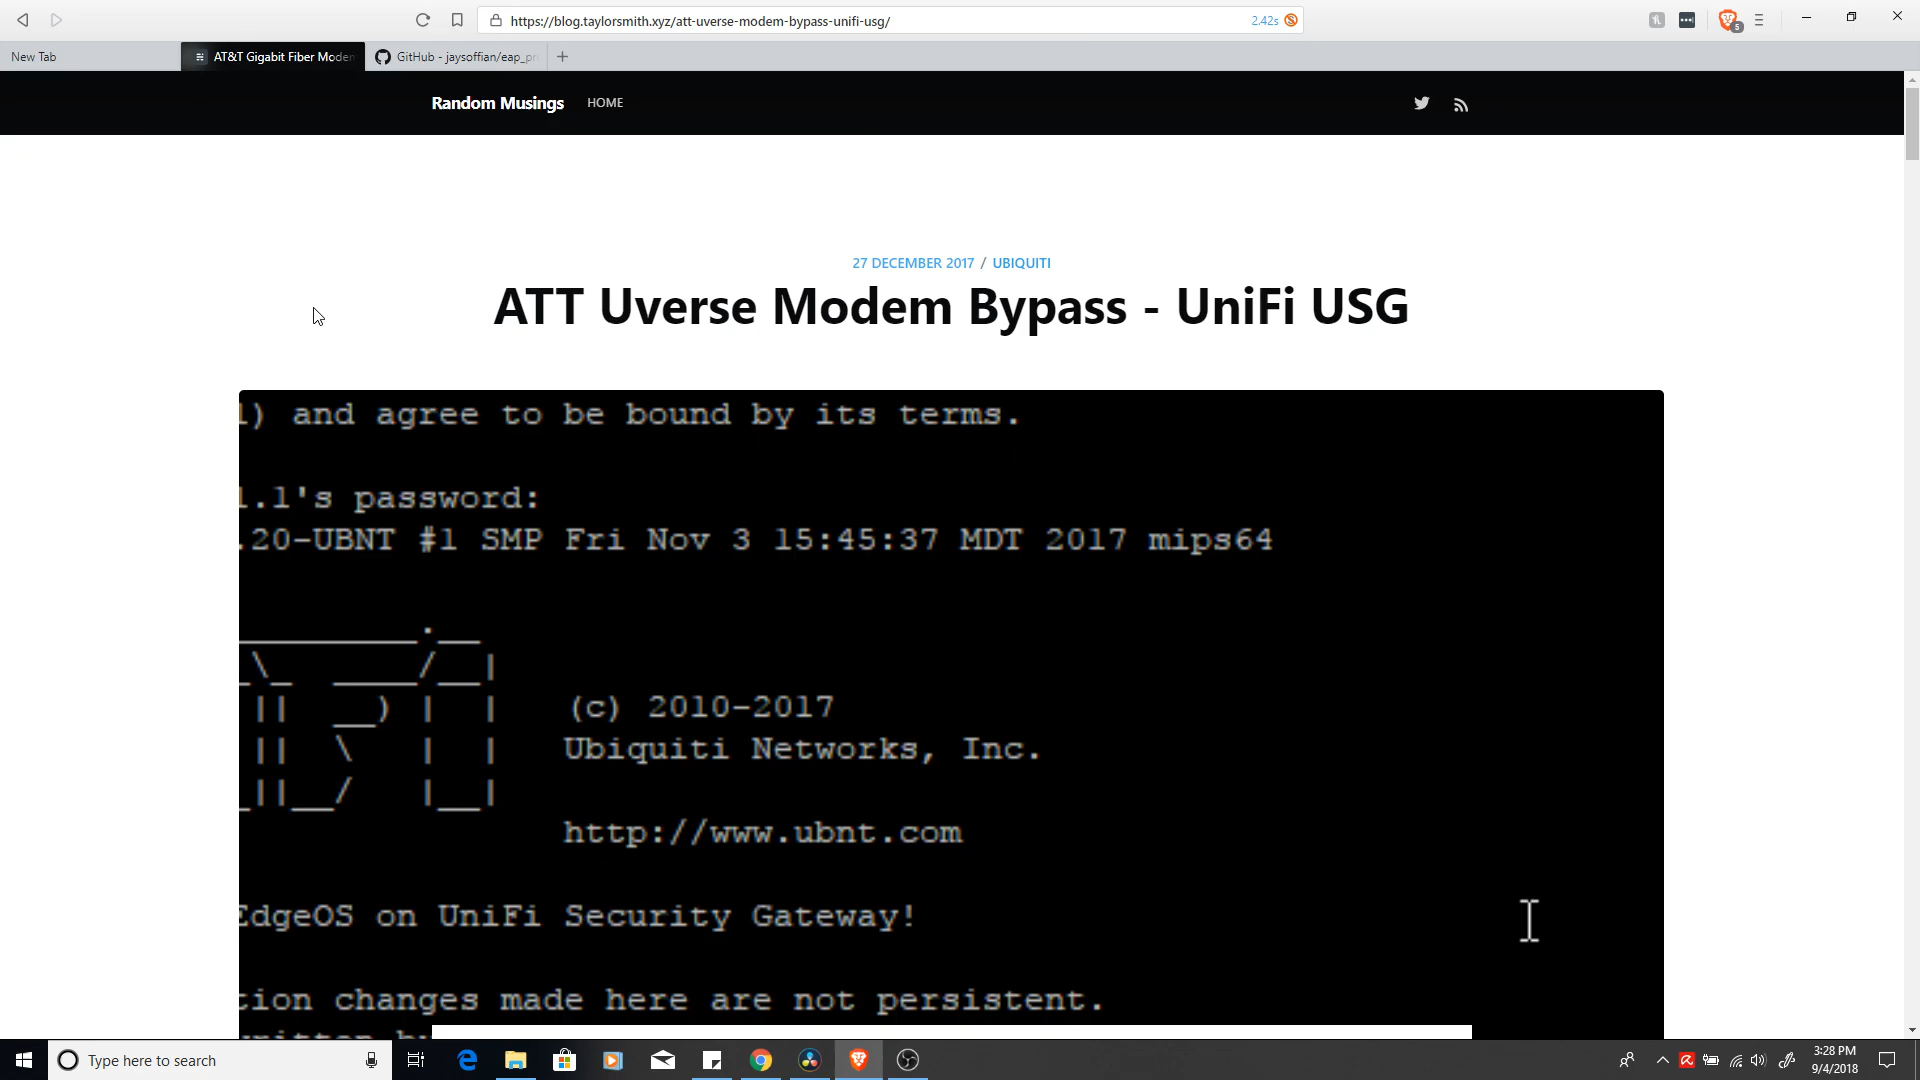 https://blog.taylorsmith.xyz/att-uverse-modem-bypass-unifi-usg/
2.42s
5
New Tab
AT&T Gigabit Fiber Modem
GitHub - jaysoffian/eap_pr
Random Musings
HOME
27 DECEMBER 2017 / UBIQUITI
ATT Uverse Modem Bypass - UniFi USG
1) and agree to be bound by its terms.
1.1's password:
.20-UBNT #1 SMP Fri Nov 3 15:45:37 MDT 2017 mips64
(c) 2010-2017
Ubiquiti Networks, Inc.
http://www.ubnt.com
EdgeOS on UniFi Security Gateway!
tion changes made here are not persistent.
Type here to search
3:28 PM
9/4/2018